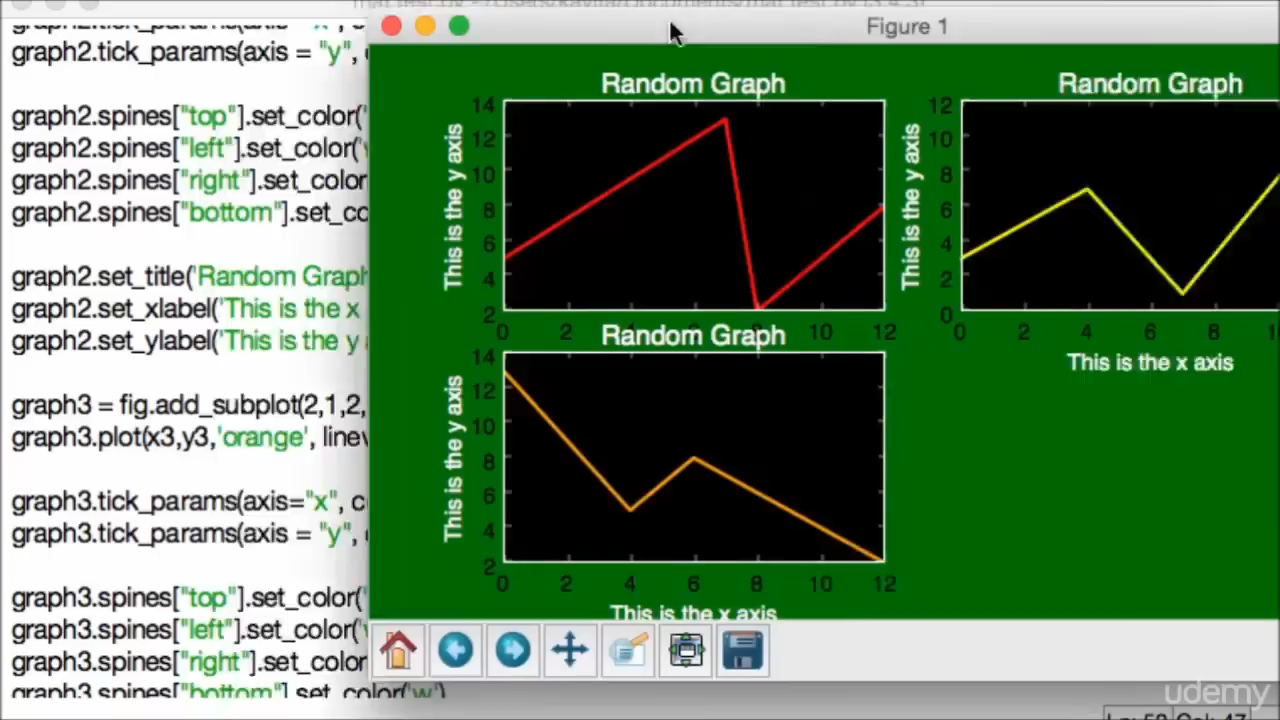 graph2.tick_params(axis = "y",
graph2.spines["top"].set_color('
graph2.spines["left"].set_color('
graph2.spines["right"].set_color
graph2.spines["bottom"].set_co
graph2.set_title('Random Graph
graph2.set_xlabel('This is the x
graph2.set_ylabel('This is the y
graph3 = fig.add_subplot(2,1,2,
graph3.plot(x3,y3,'orange', linew
graph3.tick_params(axis="x", c
graph3.tick_params(axis = "y",
graph3.spines["top"].set_color('
graph3.spines["left"].set_color('
graph3.spines["right"].set_color
graph3.spines["bottom"].set_color('w')
Figure 1
Random Graph
This is the y axis
14
12
10
8
6
4
2
0 2 4 6 8 10 12
Random Graph
This is the y axis
12
10
8
6
4
2
0
0 2 4 6 8
This is the x axis
Random Graph
This is the y axis
14
12
10
8
6
4
2
0 2 4 6 8 10 12
This is the x axis
udemy